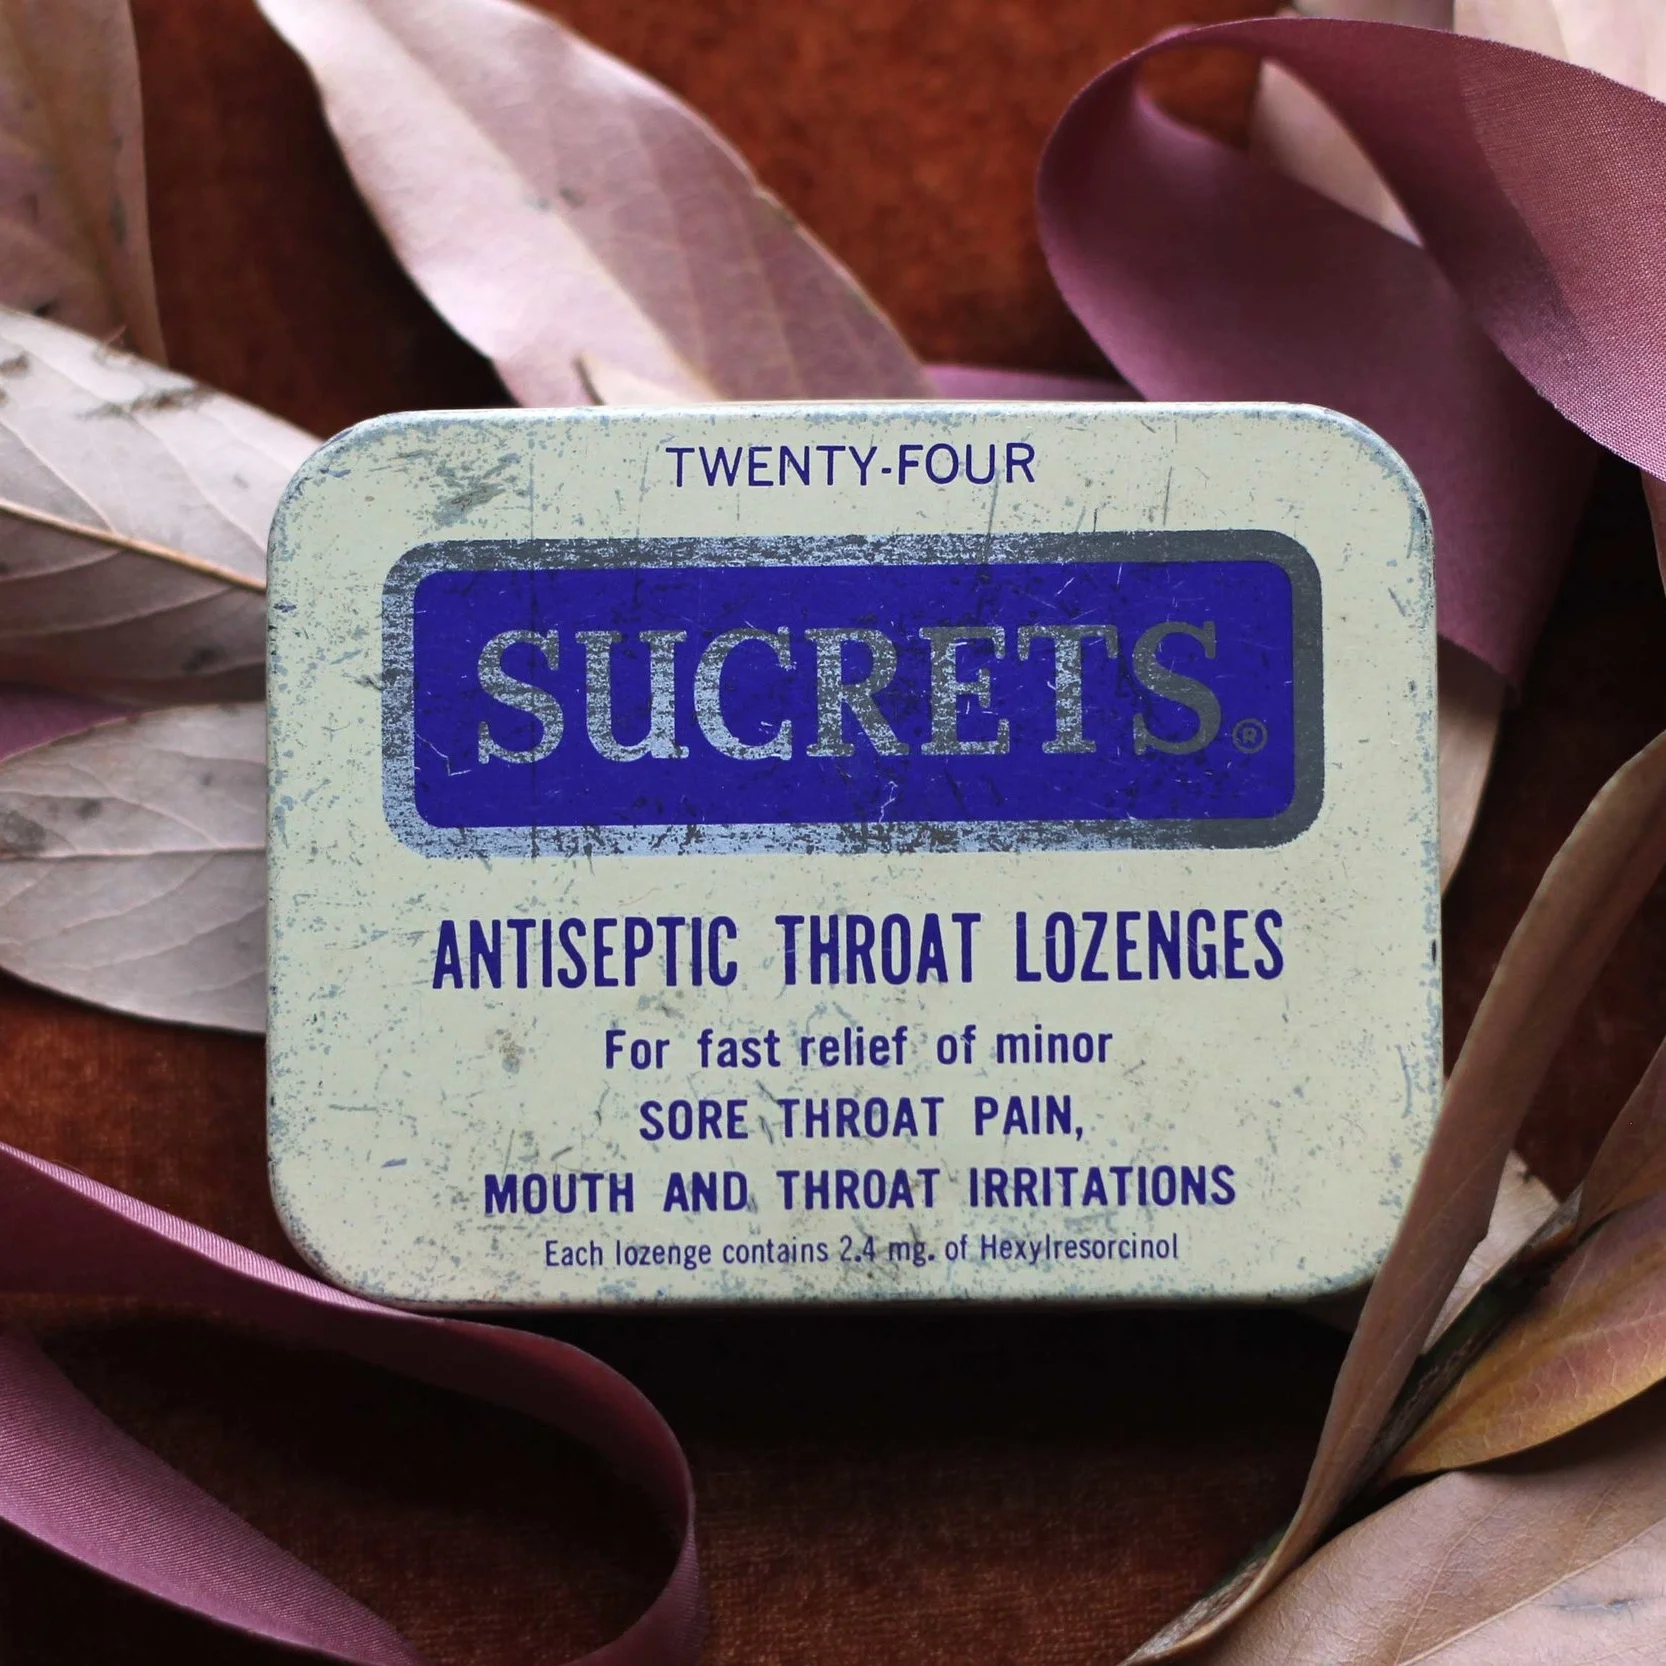 TWENTY-FOUR
SUCRETS®
ANTISEPTIC THROAT LOZENGES
For fast relief of minor
SORE THROAT PAIN,
MOUTH AND THROAT IRRITATIONS
Each lozenge contains 2.4 mg. of Hexylresorcinol